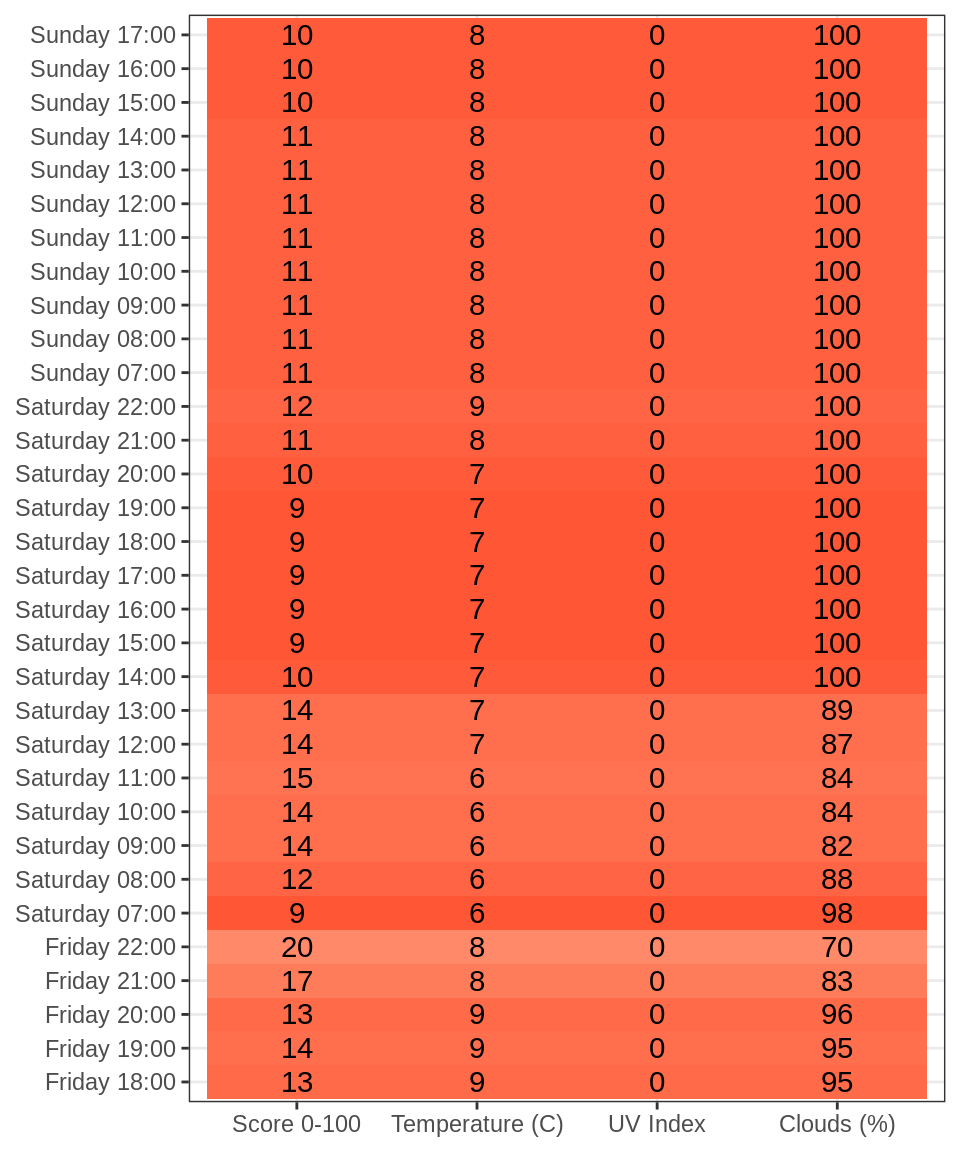 Sunday 17:00 10 8 0 100
Sunday 16:00 10 8 0 100
Sunday 15:00 10 8 0 100
Sunday 14:00 11 8 0 100
Sunday 13:00 11 8 0 100
Sunday 12:00 11 8 0 100
Sunday 11:00 11 8 0 100
Sunday 10:00 11 8 0 100
Sunday 09:00 11 8 0 100
Sunday 08:00 11 8 0 100
Sunday 07:00 11 8 0 100
Saturday 22:00 12 9 0 100
Saturday 21:00 11 8 0 100
Saturday 20:00 10 7 0 100
Saturday 19:00 9 7 0 100
Saturday 18:00 9 7 0 100
Saturday 17:00 9 7 0 100
Saturday 16:00 9 7 0 100
Saturday 15:00 9 7 0 100
Saturday 14:00 10 7 0 100
Saturday 13:00 14 7 0 89
Saturday 12:00 14 7 0 87
Saturday 11:00 15 6 0 84
Saturday 10:00 14 6 0 84
Saturday 09:00 14 6 0 82
Saturday 08:00 12 6 0 88
Saturday 07:00 9 6 0 98
Friday 22:00 20 8 0 70
Friday 21:00 17 8 0 83
Friday 20:00 13 9 0 96
Friday 19:00 14 9 0 95
Friday 18:00 13 9 0 95
Score 0-100 Temperature (C) UV Index Clouds (%)